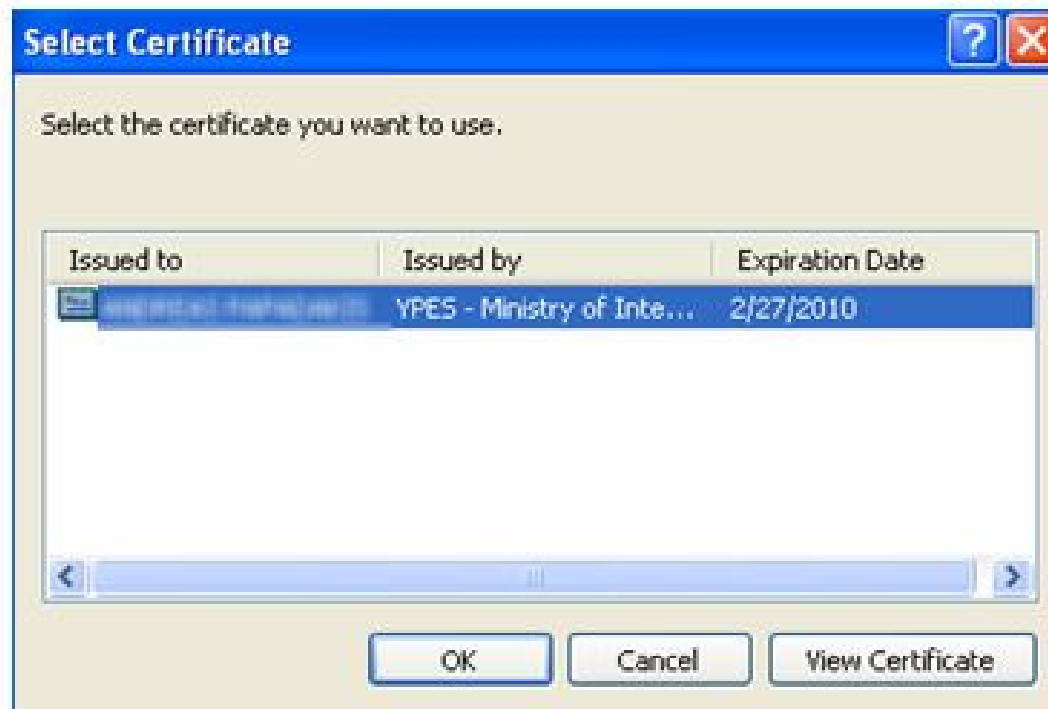 Select Certificate
Select the certificate you want to use.
Issued to Issued by Expiration Date
YPES - Ministry of Inte... 2/27/2010
OK Cancel View Certificate